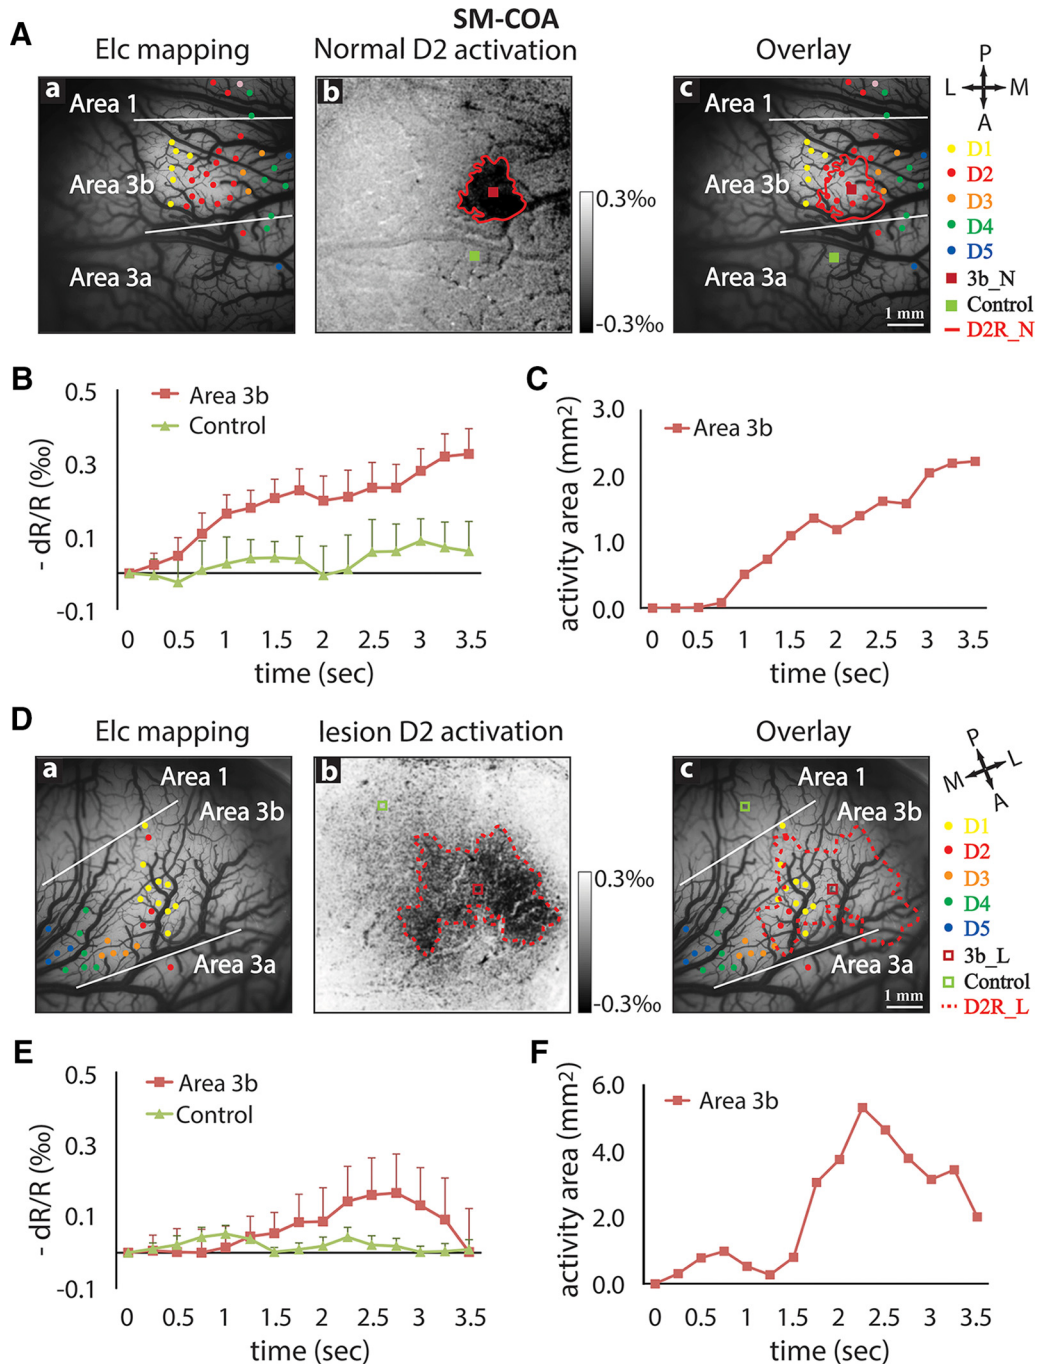 SM-COA
A
Elc mapping
Normal D2 activation
Overlay
a
Area 1
Area 3b
Area 3a
b
0.3‰
-0.3‰
c
Area 1
Area 3b
Area 3a
1 mm
P
L M
A
D1
D2
D3
D4
D5
3b_N
Control
D2R_N
B
- dR/R (‰)
0.5
0.3
0.1
-0.1
Area 3b
Control
0 0.5 1 1.5 2 2.5 3 3.5
time (sec)
C
activity area (mm²)
3.0
2.0
1.0
0.0
Area 3b
0 0.5 1 1.5 2 2.5 3 3.5
time (sec)
D
Elc mapping
lesion D2 activation
Overlay
a
Area 1
Area 3b
Area 3a
b
0.3‰
-0.3‰
c
Area 1
Area 3b
Area 3a
1 mm
P
M L
A
D1
D2
D3
D4
D5
3b_L
Control
D2R_L
E
- dR/R (‰)
0.5
0.3
0.1
-0.1
Area 3b
Control
0 0.5 1 1.5 2 2.5 3 3.5
time (sec)
F
activity area (mm²)
6.0
4.0
2.0
0.0
Area 3b
0 0.5 1 1.5 2 2.5 3 3.5
time (sec)